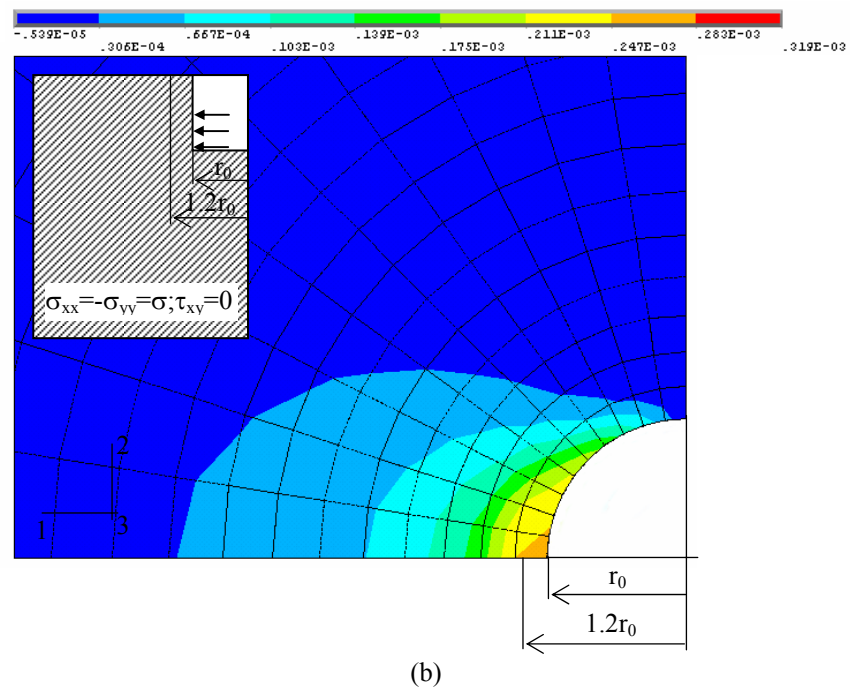 -.539E-05 .306E-04 .667E-04 .103E-03 .139E-03 .175E-03 .211E-03 .247E-03 .283E-03 .319E-03
r₀
1.2r₀
σxx=-σyy=σ;τxy=0
2
1 3
r₀
1.2r₀
(b)